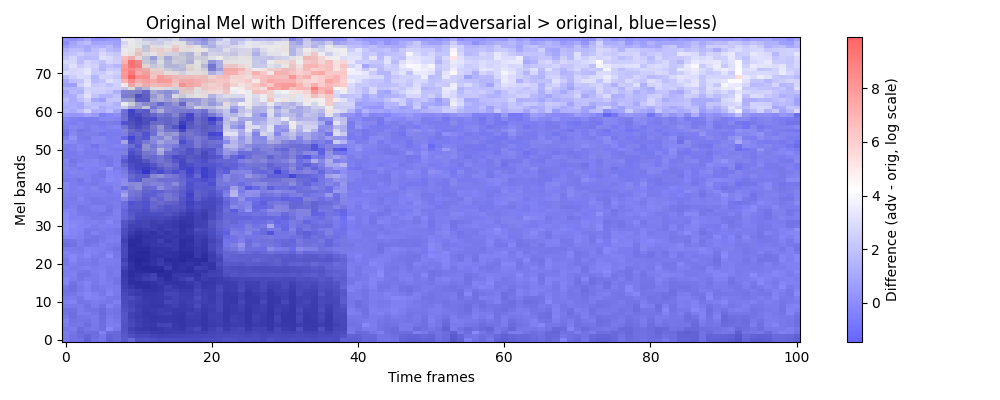 Original Mel with Differences (red=adversarial > original, blue=less)
70
60
50
40
30
20
10
0
Mel bands
0 20 40 60 80 100
Time frames
8
6
4
2
0
Difference (adv - orig, log scale)